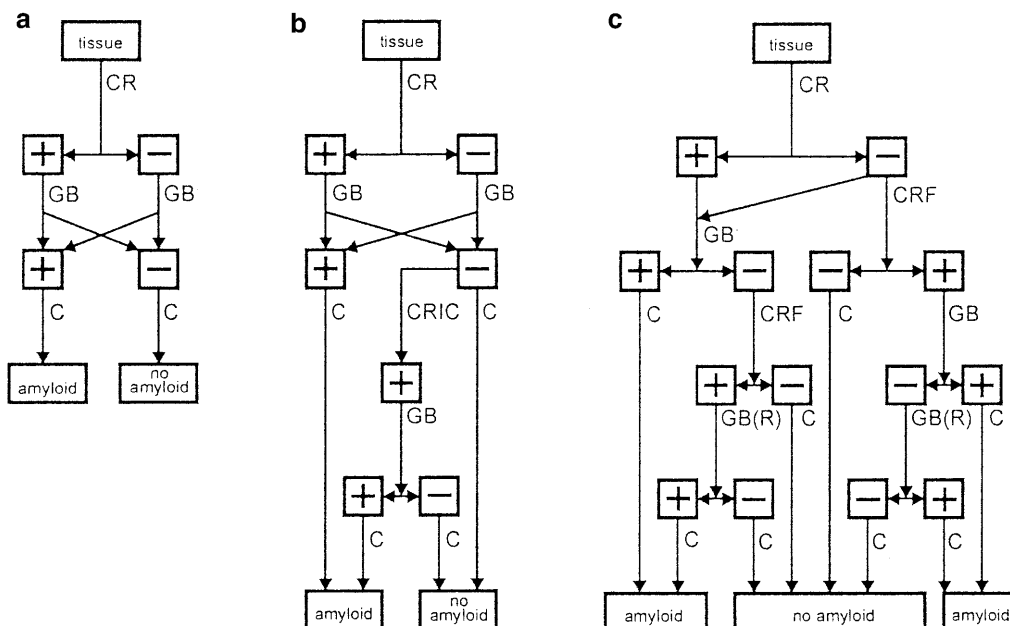 a
tissue
CR
+ −
GB GB
+ −
C C
amyloid
no
amyloid
b
tissue
CR
+ −
GB GB
+ −
C CRIC C
+
GB
+ −
C C
amyloid
no
amyloid
c
tissue
CR
+ −
CRF
GB
+ − − +
C CRF C GB
+ − − +
GB(R) C GB(R) C
+ − − +
C C C C
amyloid no amyloid amyloid